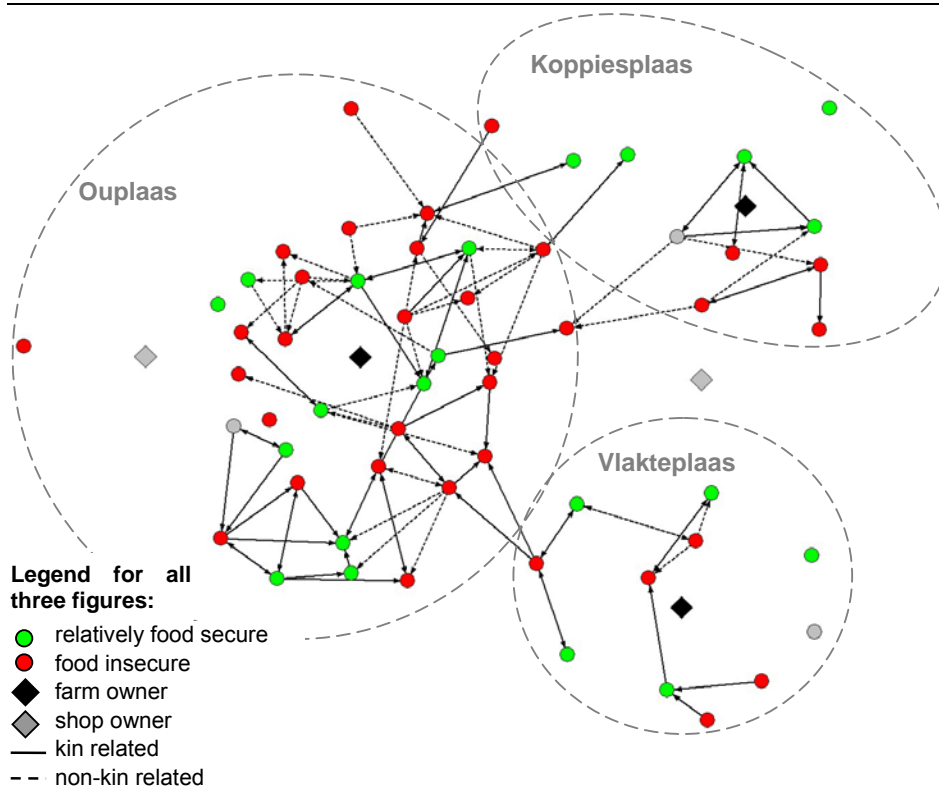 Koppiesplaas
Ouplaas
Vlakteplaas
Legend for all
three figures:
relatively food secure
food insecure
farm owner
shop owner
kin related
non-kin related